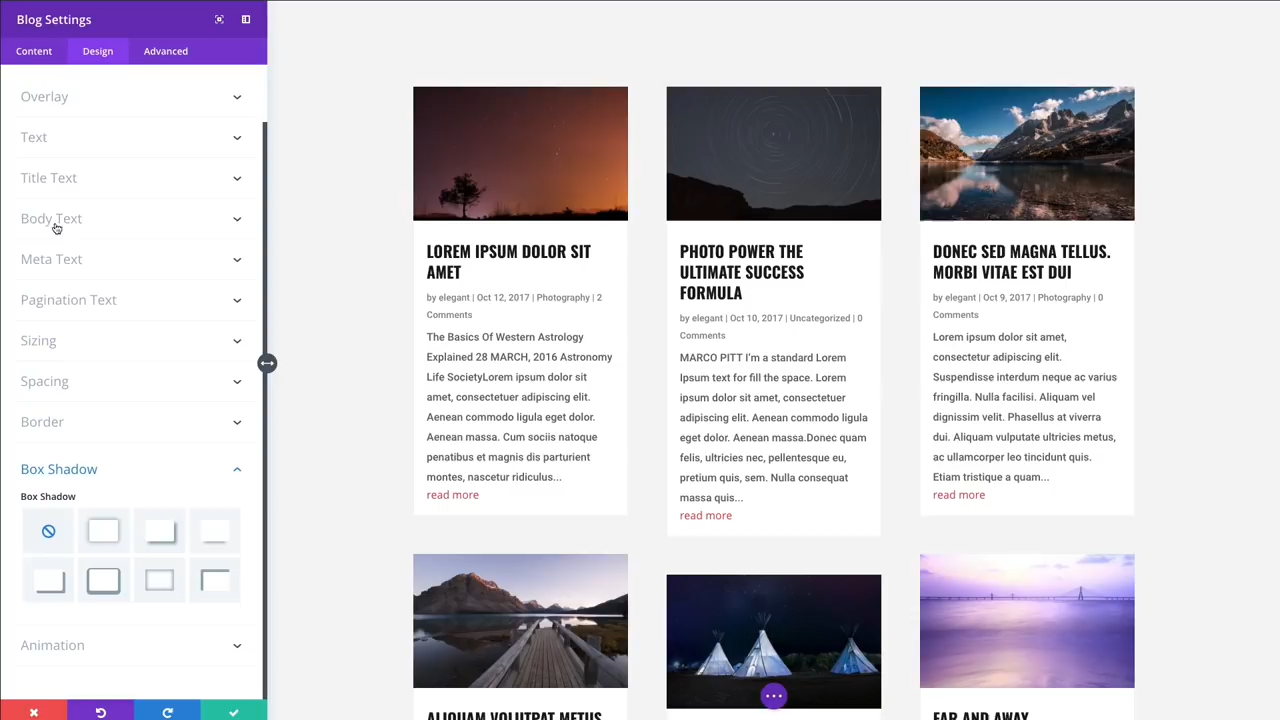 Blog Settings
Content
Design
Advanced
Overlay
Text
Title Text
Body Text
Meta Text
Pagination Text
Sizing
Spacing
Border
Box Shadow
Box Shadow
Animation
LOREM IPSUM DOLOR SIT
AMET
by elegant | Oct 12, 2017 | Photography | 2
Comments
The Basics Of Western Astrology
Explained 28 MARCH, 2016 Astronomy
Life SocietyLorem ipsum dolor sit
amet, consectetuer adipiscing elit.
Aenean commodo ligula eget dolor.
Aenean massa. Cum sociis natoque
penatibus et magnis dis parturient
montes, nascetur ridiculus...
read more
PHOTO POWER THE
ULTIMATE SUCCESS
FORMULA
by elegant | Oct 10, 2017 | Uncategorized | 0
Comments
MARCO PITT I'm a standard Lorem
Ipsum text for fill the space. Lorem
ipsum dolor sit amet, consectetuer
adipiscing elit. Aenean commodo ligula
eget dolor. Aenean massa.Donec quam
felis, ultricies nec, pellentesque eu,
pretium quis, sem. Nulla consequat
massa quis...
read more
DONEC SED MAGNA TELLUS.
MORBI VITAE EST DUI
by elegant | Oct 9, 2017 | Photography | 0
Comments
Lorem ipsum dolor sit amet,
consectetur adipiscing elit.
Suspendisse interdum neque ac varius
fringilla. Nulla facilisi. Aliquam vel
dignissim velit. Phasellus at viverra
dui. Aliquam vulputate ultricies metus,
ac ullamcorper leo tincidunt quis.
Etiam tristique a quam...
read more
ALIQUAM VOLUTPAT METUS
FAR AND AWAY